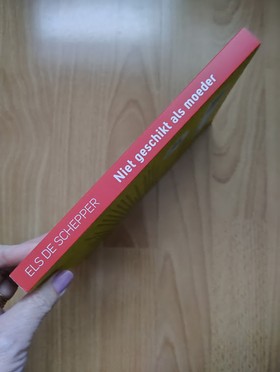 ELS DE SCHEPPER
Niet geschikt als moeder